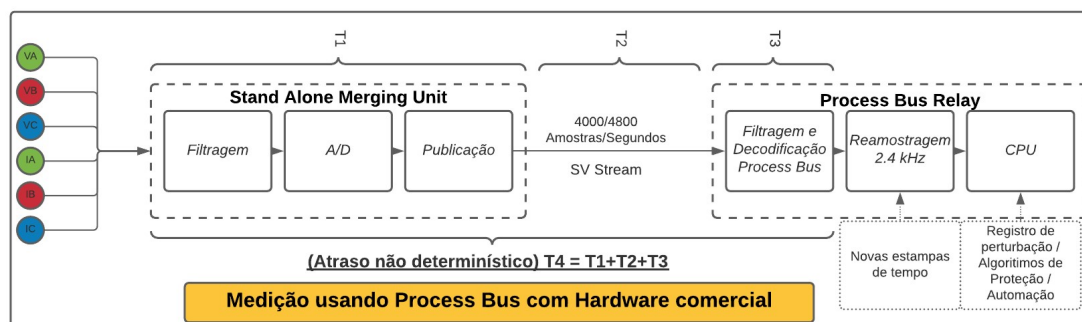 T1
T2
T3
VA
VB
VC
IA
IB
IC
Stand Alone Merging Unit
Filtragem
A/D
Publicação
4000/4800
Amostras/Segundos
SV Stream
Process Bus Relay
Filtragem e
Decodificação
Process Bus
Reamostragem
2.4 kHz
CPU
Novas estampas
de tempo
Registro de
perturbação /
Algoritimos de
Proteção /
Automação
(Atraso não determinístico) T4 = T1+T2+T3
Medição usando Process Bus com Hardware comercial